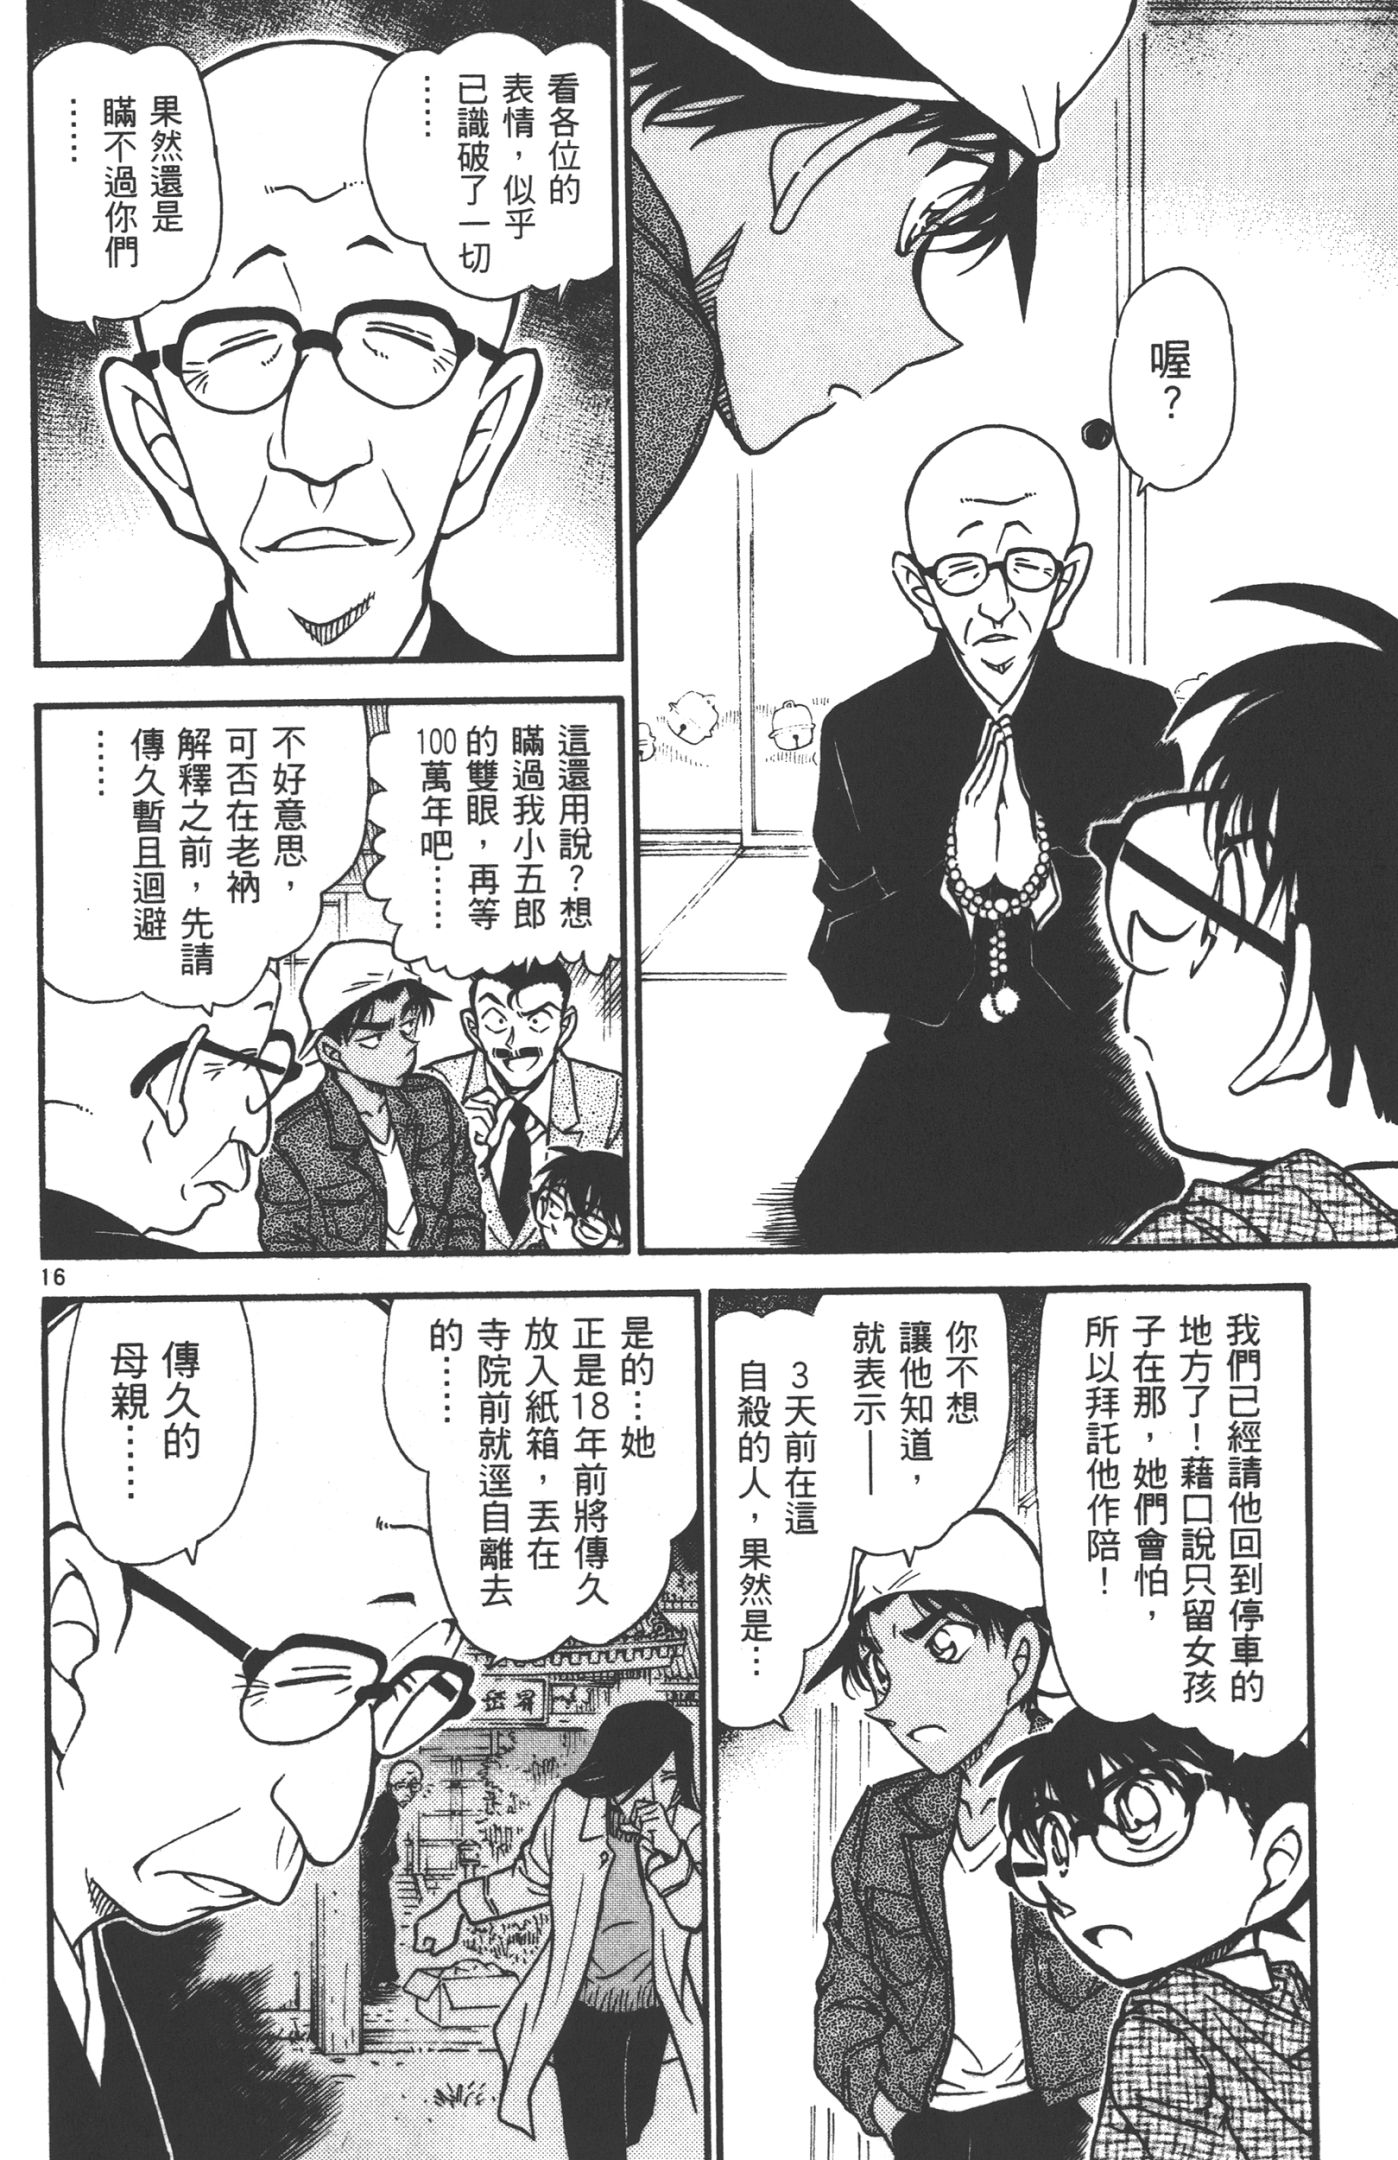 喔？
看各位的
表情，似乎
已識破了一切
……
果然還是
瞞不過你們
……
這還用說？想
瞞過我小五郎
的雙眼，再等
100萬年吧……
不好意思，
可否在老衲
解釋之前，先請
傳久暫且迴避
……
16
我們已經請他回到停車的
地方了！藉口說只留女孩
子在那，她們會怕，
所以拜託他作陪！
你不想
讓他知道，
就表示——
3天前在這
自殺的人，果然是…
是的…她
正是18年前將傳久
放入紙箱，丟在
寺院前就逕自離去
的……
傳久的
母親……